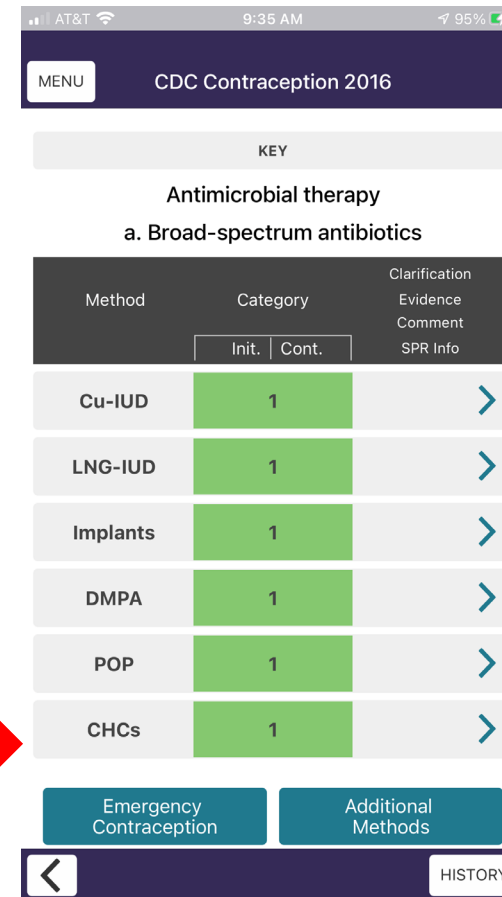 AT&T 9:35 AM 95%
MENU CDC Contraception 2016
KEY
Antimicrobial therapy
a. Broad-spectrum antibiotics
Clarification
Method Category Evidence
Comment
Init. | Cont. SPR Info
Cu-IUD 1
LNG-IUD 1
Implants 1
DMPA 1
POP 1
CHCs 1
Emergency Additional
Contraception Methods
HISTORY